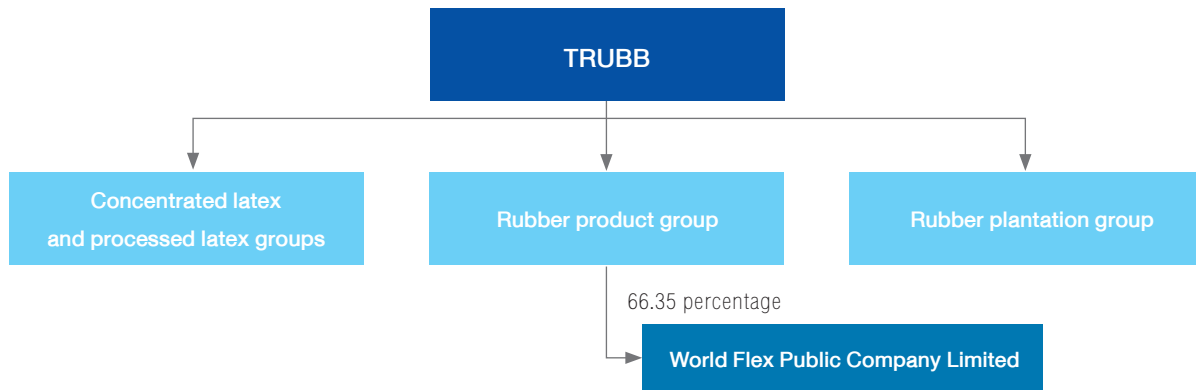 TRUBB
Concentrated latex
and processed latex groups
Rubber product group
Rubber plantation group
66.35 percentage
World Flex Public Company Limited